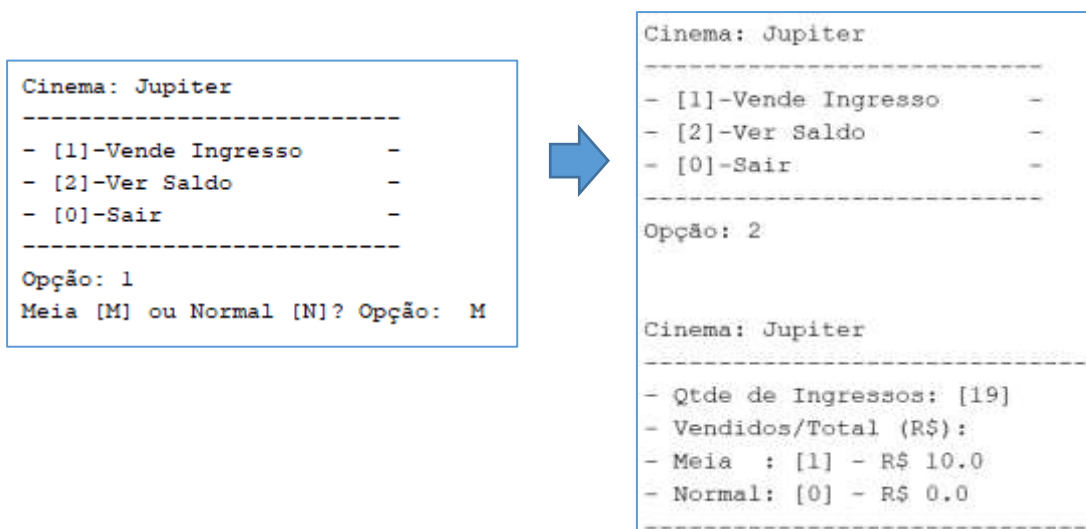 Cinema: Jupiter
---------------------------
- [1]-Vende Ingresso      -
- [2]-Ver Saldo           -
- [0]-Sair                -
---------------------------
Opção: 1
Meia [M] ou Normal [N]? Opção:  M
Cinema: Jupiter
---------------------------
- [1]-Vende Ingresso      -
- [2]-Ver Saldo           -
- [0]-Sair                -
---------------------------
Opção: 2
Cinema: Jupiter
------------------------------
- Qtde de Ingressos: [19]
- Vendidos/Total (R$):
- Meia  : [1] - R$ 10.0
- Normal: [0] - R$ 0.0
------------------------------